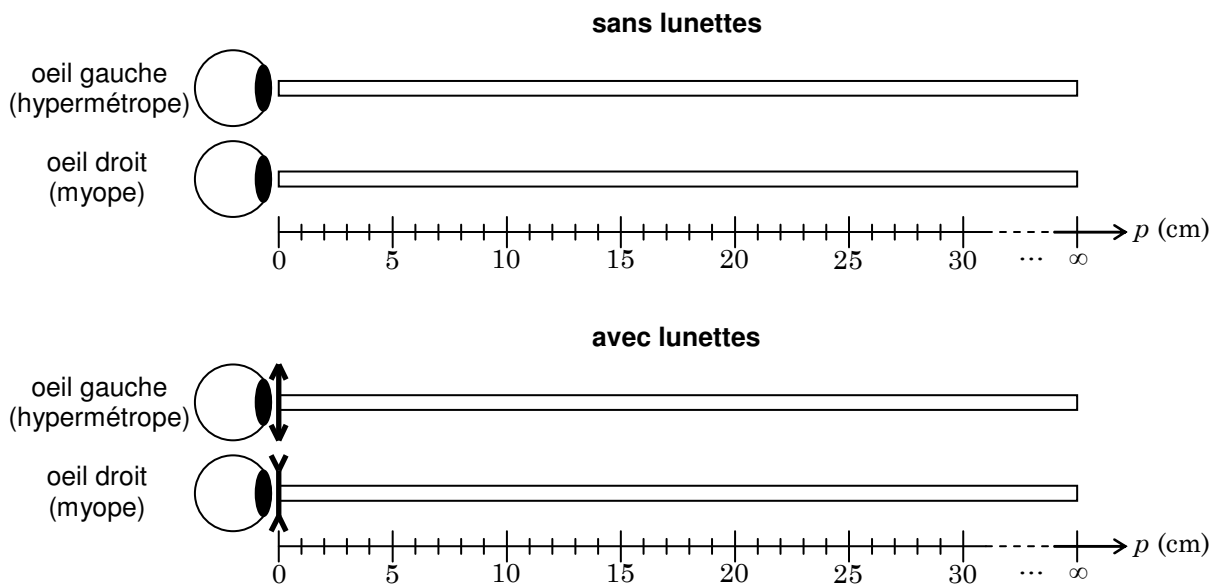 sans lunettes
oeil gauche
(hypermétrope)
oeil droit
(myope)
p (cm)
0 5 10 15 20 25 30 ... ∞
avec lunettes
oeil gauche
(hypermétrope)
oeil droit
(myope)
p (cm)
0 5 10 15 20 25 30 ... ∞